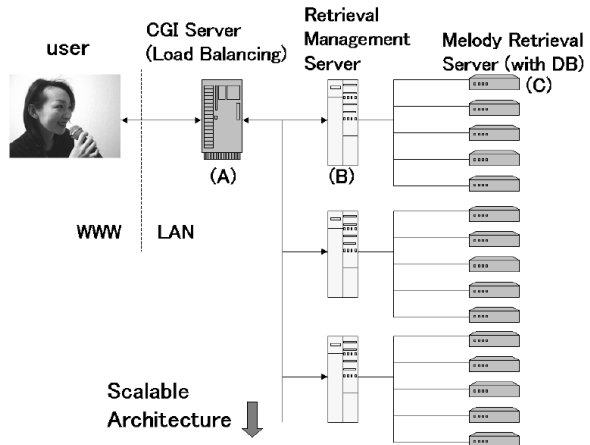 user
CGI Server
(Load Balancing)
Retrieval
Management
Server
Melody Retrieval
Server (with DB)
(C)
(A)
(B)
WWW
LAN
Scalable
Architecture